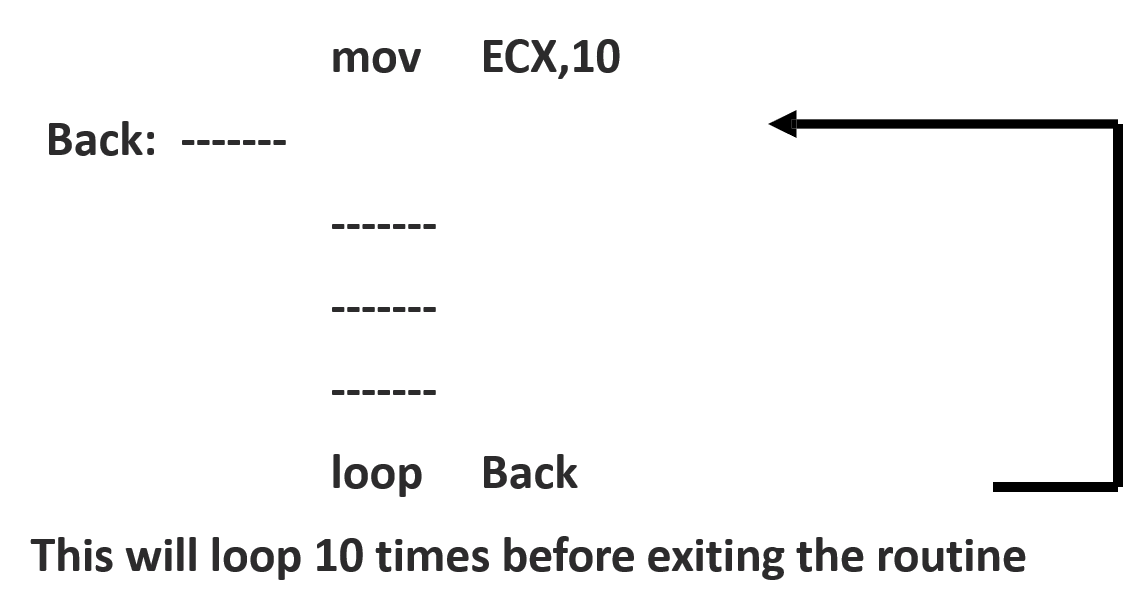 mov ECX,10
Back: -------
-------
-------
-------
loop Back
This will loop 10 times before exiting the routine